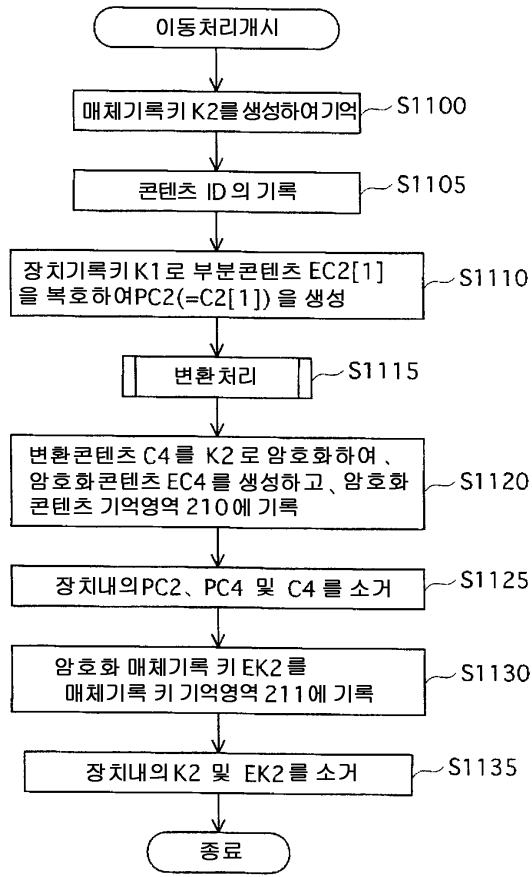 이동처리개시
매체기록키 K2를생성하여기억
S1100
콘텐츠 ID의 기록
S1105
장치기록키 K1로 부분콘텐츠 EC2[1]
을 복호하여PC2(=C2[1])을 생성
S1110
변환처리
S1115
변환콘텐츠 C4를 K2로 암호화하여、
암호화콘텐츠 EC4를 생성하고、암호화
콘텐츠 기억영역 210에 기록
S1120
장치내의PC2、PC4 및 C4를 소거
S1125
암호화 매체기록 키 EK2를
매체기록 키 기억영역 211에 기록
S1130
장치내의K2 및 EK2를 소거
S1135
종료